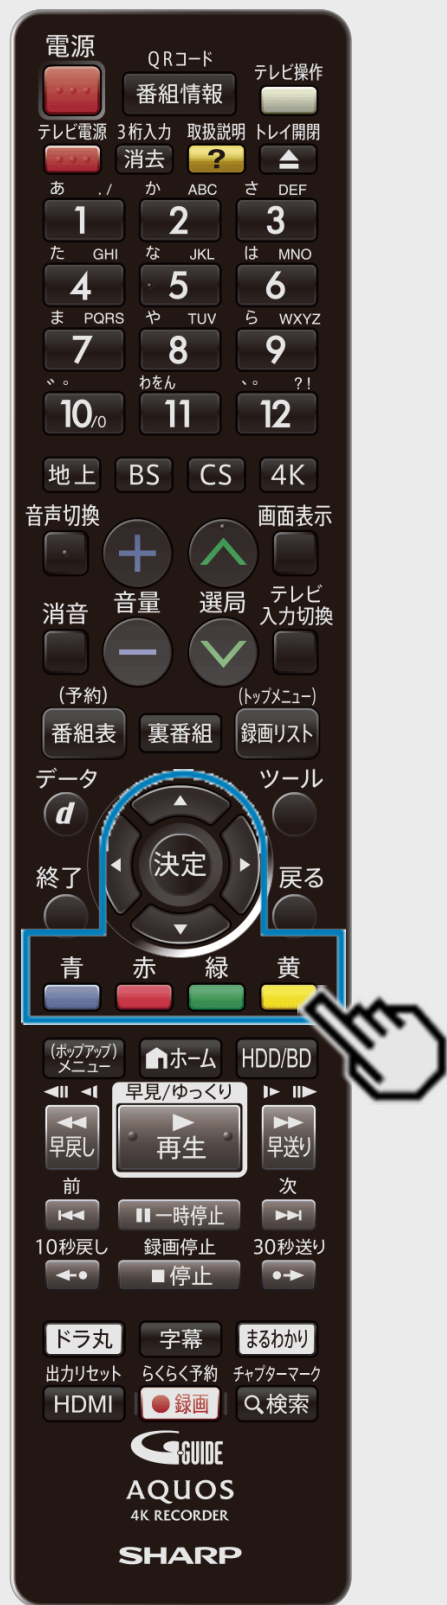 電源
QRコード
番組情報
テレビ操作
テレビ電源 3桁入力 取扱説明 トレイ開閉
消去 ?
あ ./ か ABC さ DEF
1 2 3
た GHI な JKL は MNO
4 5 6
ま PQRS や TUV ら WXYZ
7 8 9
゛゜ わをん 、。 ?!
10/0 11 12
地上 BS CS 4K
音声切換 画面表示
消音 音量 選局 テレビ
入力切換
(予約) (トップメニュー)
番組表 裏番組 録画リスト
データ ツール
d
決定
終了 戻る
青 赤 緑 黄
(ポップアップ)
メニュー ホーム HDD/BD
早見/ゆっくり
早戻し 再生 早送り
前 次
一時停止
10秒戻し 録画停止 30秒送り
停止
ドラ丸 字幕 まるわかり
出力リセット らくらく予約 チャプターマーク
HDMI 録画 検索
G-GUIDE
AQUOS
4K RECORDER
SHARP